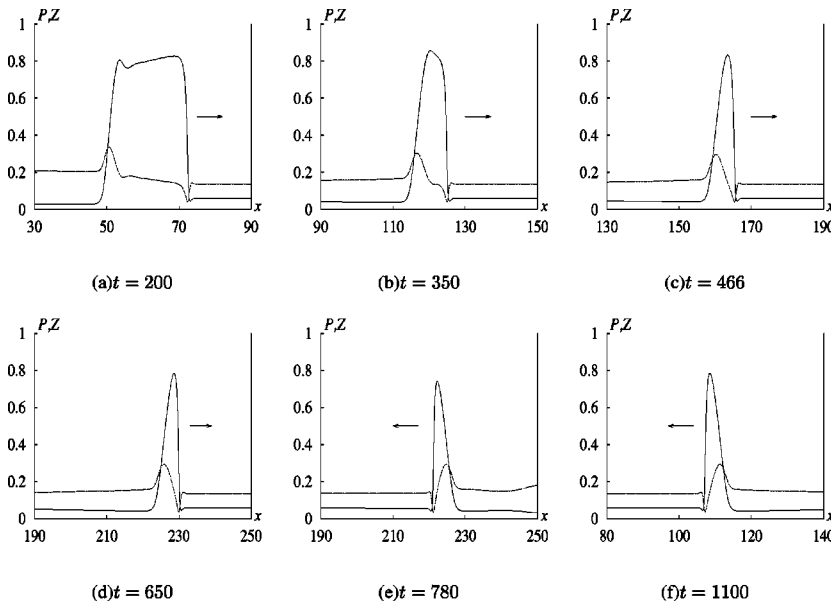 P,Z P,Z P,Z
1 1 1
0.8 0.8 0.8
0.6 0.6 0.6
0.4 0.4 0.4
0.2 0.2 0.2
0 x 0 x 0 x
30 50 70 90 90 110 130 150 130 150 170 190
(a)t = 200 (b)t = 350 (c)t = 466
P,Z P,Z P,Z
1 1 1
0.8 0.8 0.8
0.6 0.6 0.6
0.4 0.4 0.4
0.2 0.2 0.2
0 x 0 x 0 x
190 210 230 250 190 210 230 250 80 100 120 140
(d)t = 650 (e)t = 780 (f)t = 1100